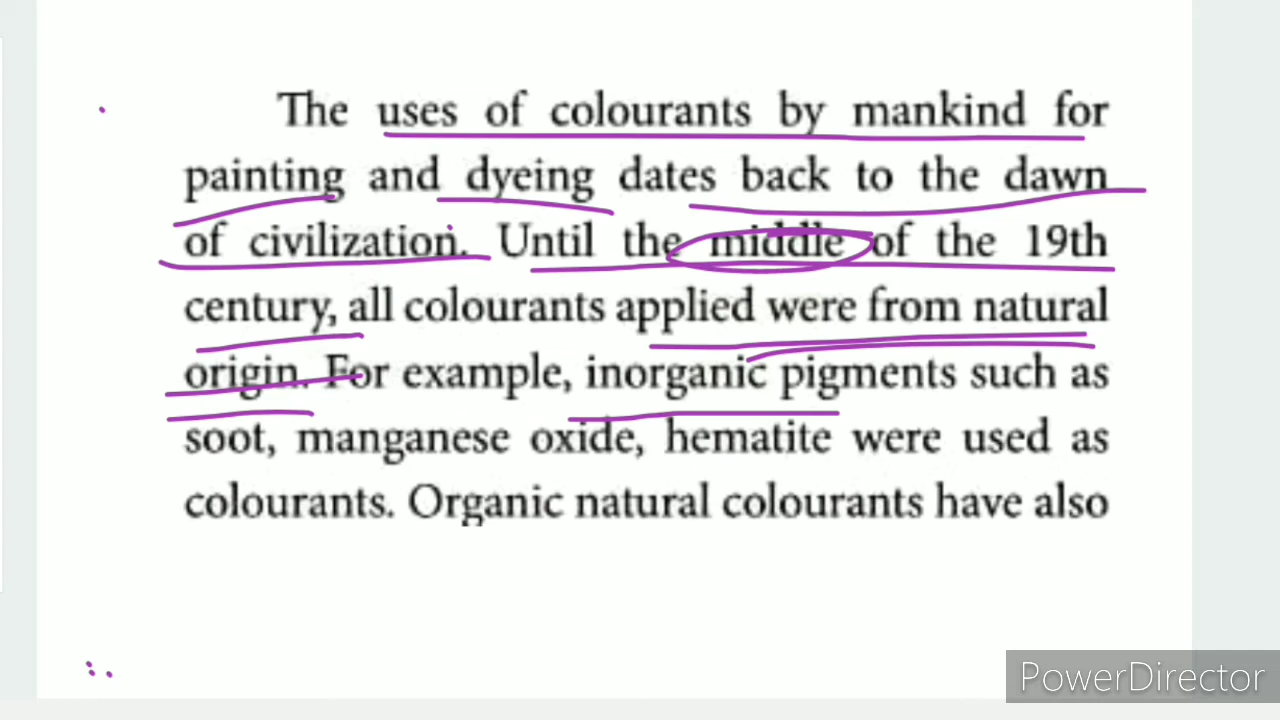 The uses of colourants by mankind for
painting and dyeing dates back to the dawn
of civilization. Until the middle of the 19th
century, all colourants applied were from natural
origin. For example, inorganic pigments such as
soot, manganese oxide, hematite were used as
colourants. Organic natural colourants have also
PowerDirector